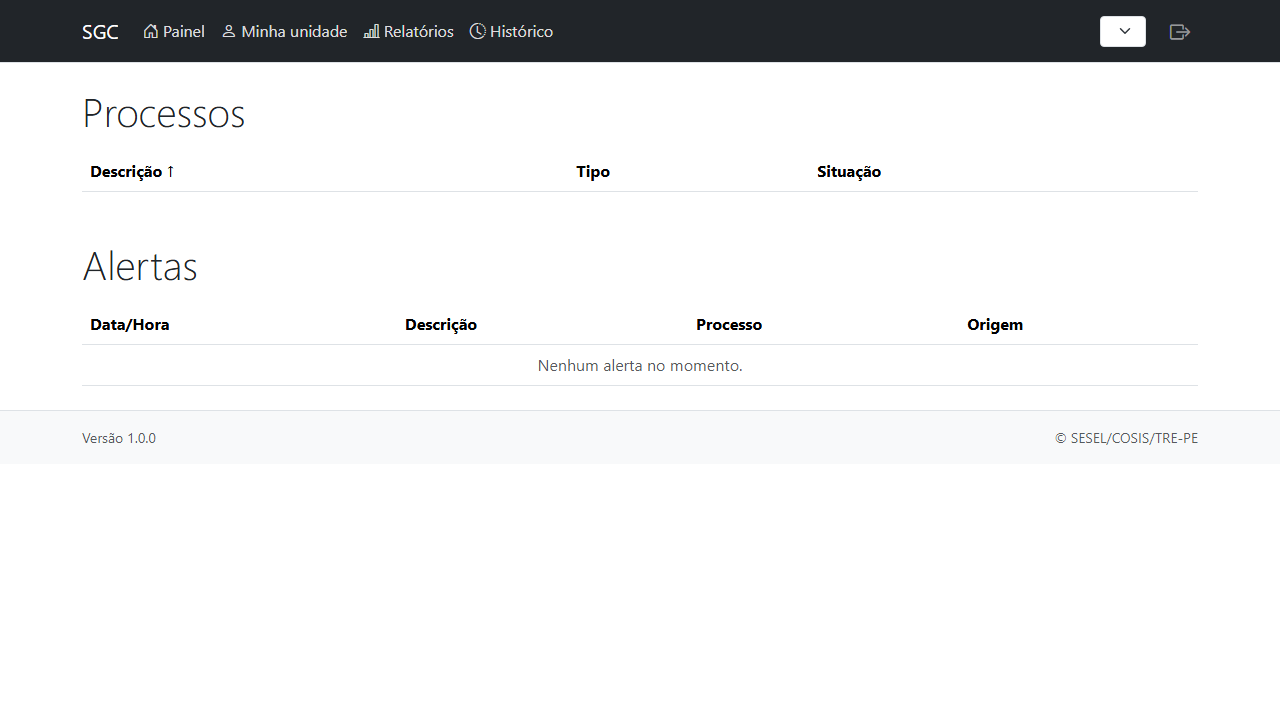 SGC Painel Minha unidade Relatórios Histórico
Processos
Descrição ↑ Tipo Situação
Alertas
Data/Hora Descrição Processo Origem
Nenhum alerta no momento.
Versão 1.0.0 © SESEL/COSIS/TRE-PE